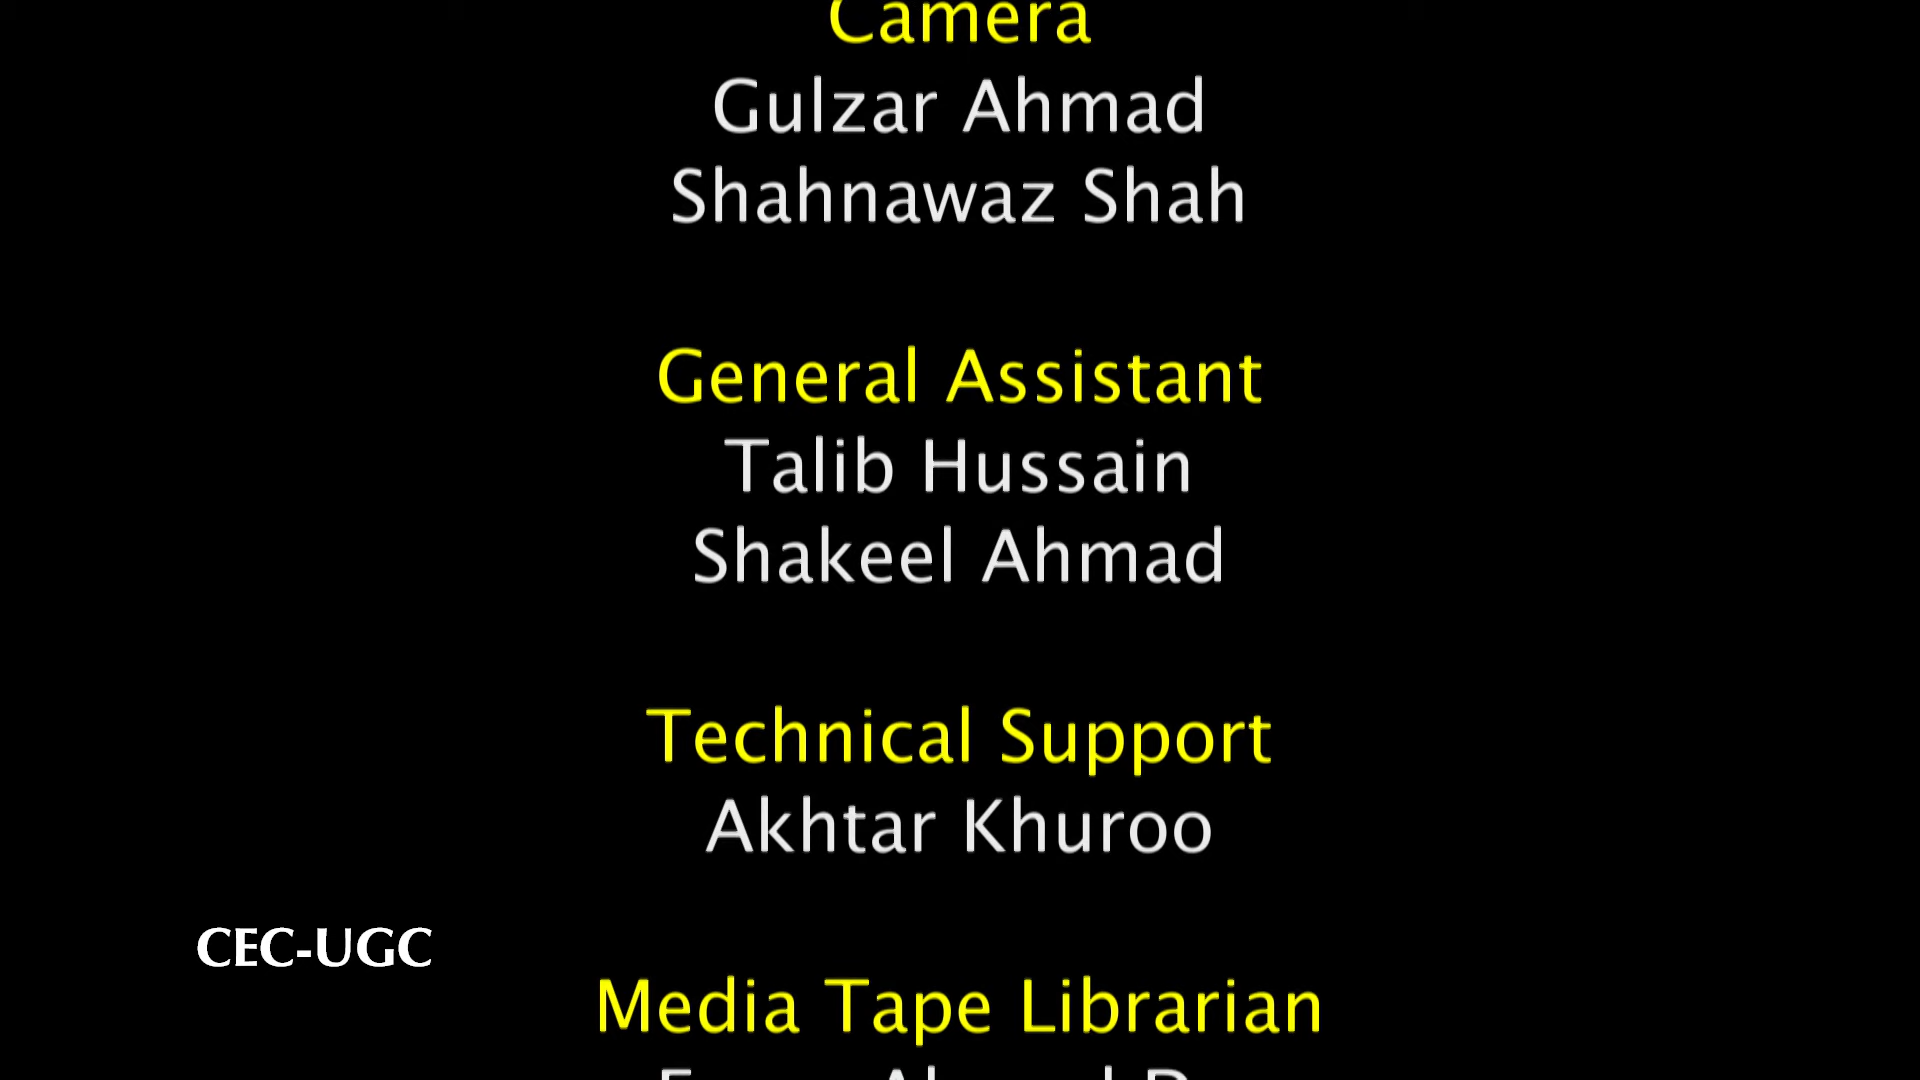 Camera
Gulzar Ahmad
Shahnawaz Shah
General Assistant
Talib Hussain
Shakeel Ahmad
Technical Support
Akhtar Khuroo
CEC-UGC
Media Tape Librarian